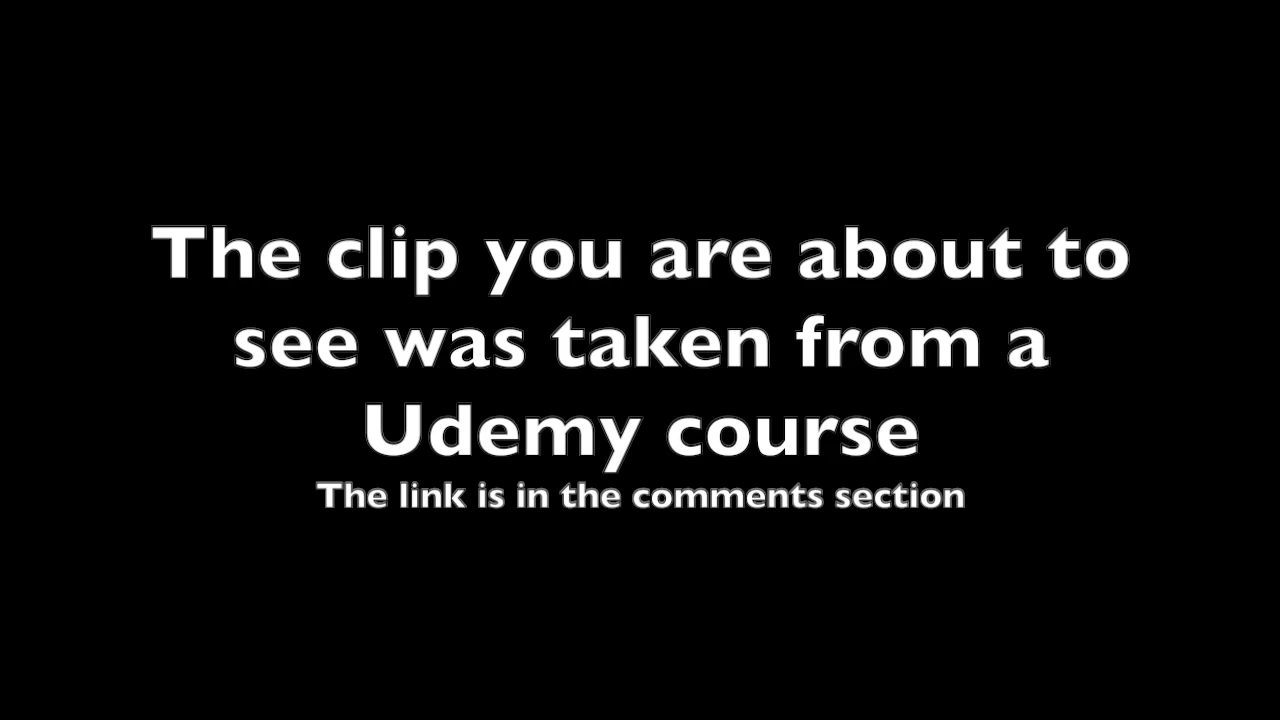 The clip you are about to
see was taken from a
Udemy course
The link is in the comments section